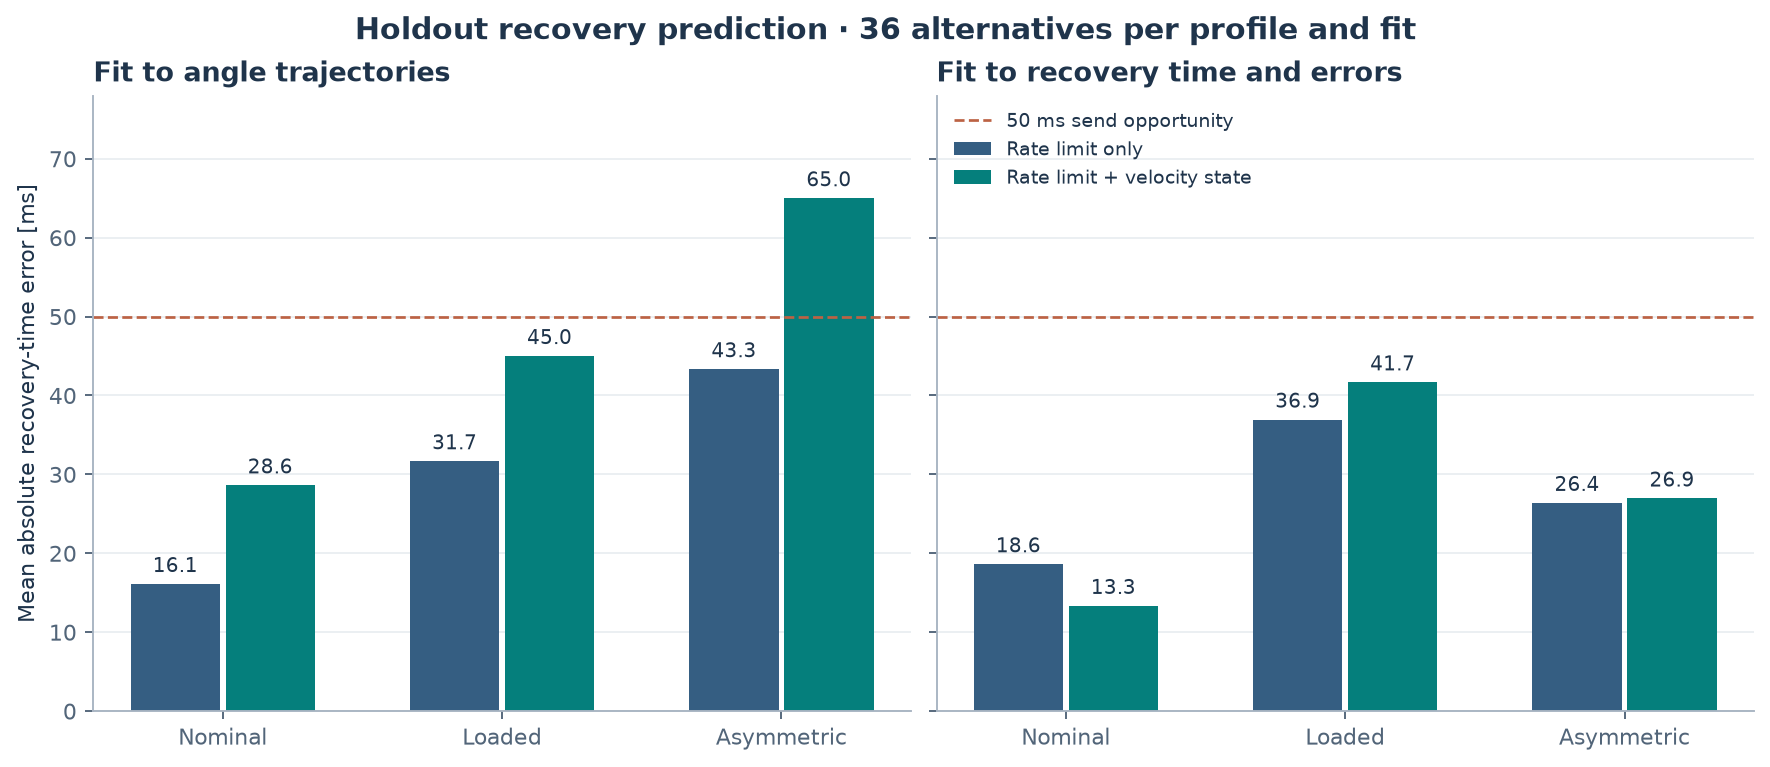 Holdout recovery prediction · 36 alternatives per profile and fit
Fit to angle trajectories
Mean absolute recovery-time error [ms]
70
60
50
40
30
20
10
0
16.1
28.6
31.7
45.0
43.3
65.0
Nominal
Loaded
Asymmetric
Fit to recovery time and errors
50 ms send opportunity
Rate limit only
Rate limit + velocity state
18.6
13.3
36.9
41.7
26.4
26.9
Nominal
Loaded
Asymmetric